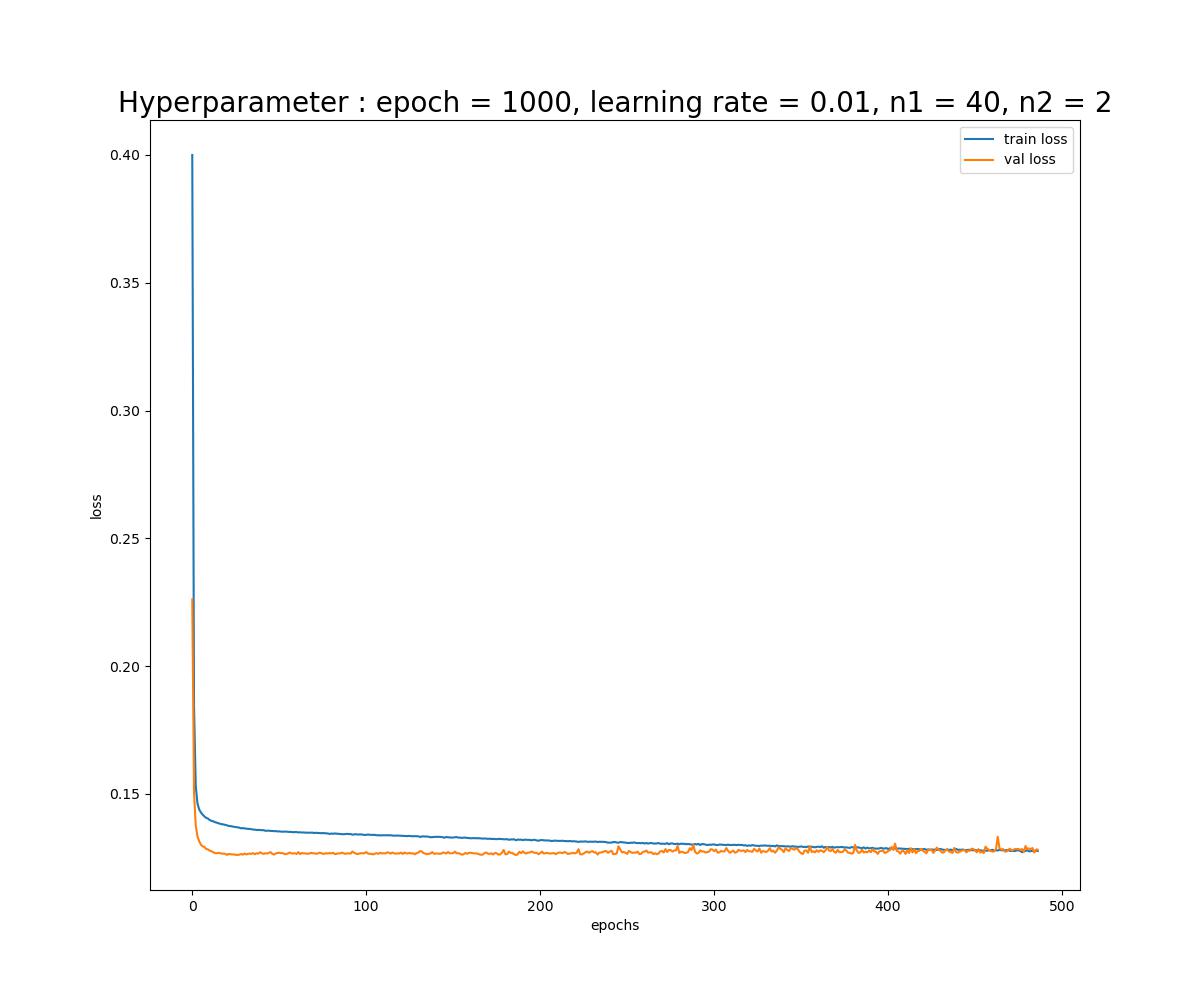 Hyperparameter : epoch = 1000, learning rate = 0.01, n1 = 40, n2 = 2
train loss
val loss
0.40
0.35
0.30
0.25
0.20
0.15
loss
0 100 200 300 400 500
epochs